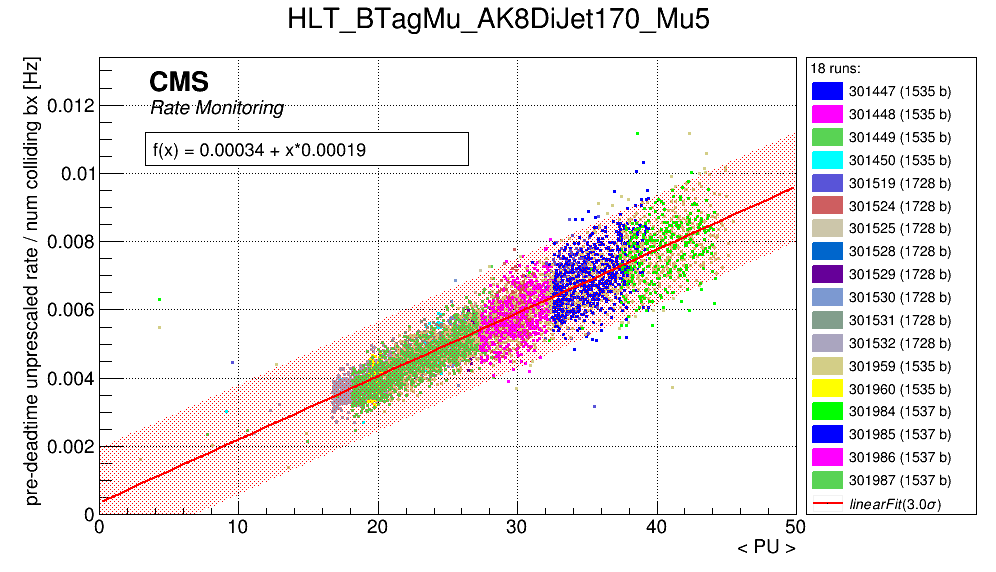 HLT_BTagMu_AK8DiJet170_Mu5
pre-deadtime unprescaled rate / num colliding bx [Hz]
CMS
Rate Monitoring
f(x) = 0.00034 + x*0.00019
0.012
0.01
0.008
0.006
0.004
0.002
0
0 10 20 30 40 50
< PU >
18 runs:
301447 (1535 b)
301448 (1535 b)
301449 (1535 b)
301450 (1535 b)
301519 (1728 b)
301524 (1728 b)
301525 (1728 b)
301528 (1728 b)
301529 (1728 b)
301530 (1728 b)
301531 (1728 b)
301532 (1728 b)
301959 (1535 b)
301960 (1535 b)
301984 (1537 b)
301985 (1537 b)
301986 (1537 b)
301987 (1537 b)
linearFit(3.0σ)